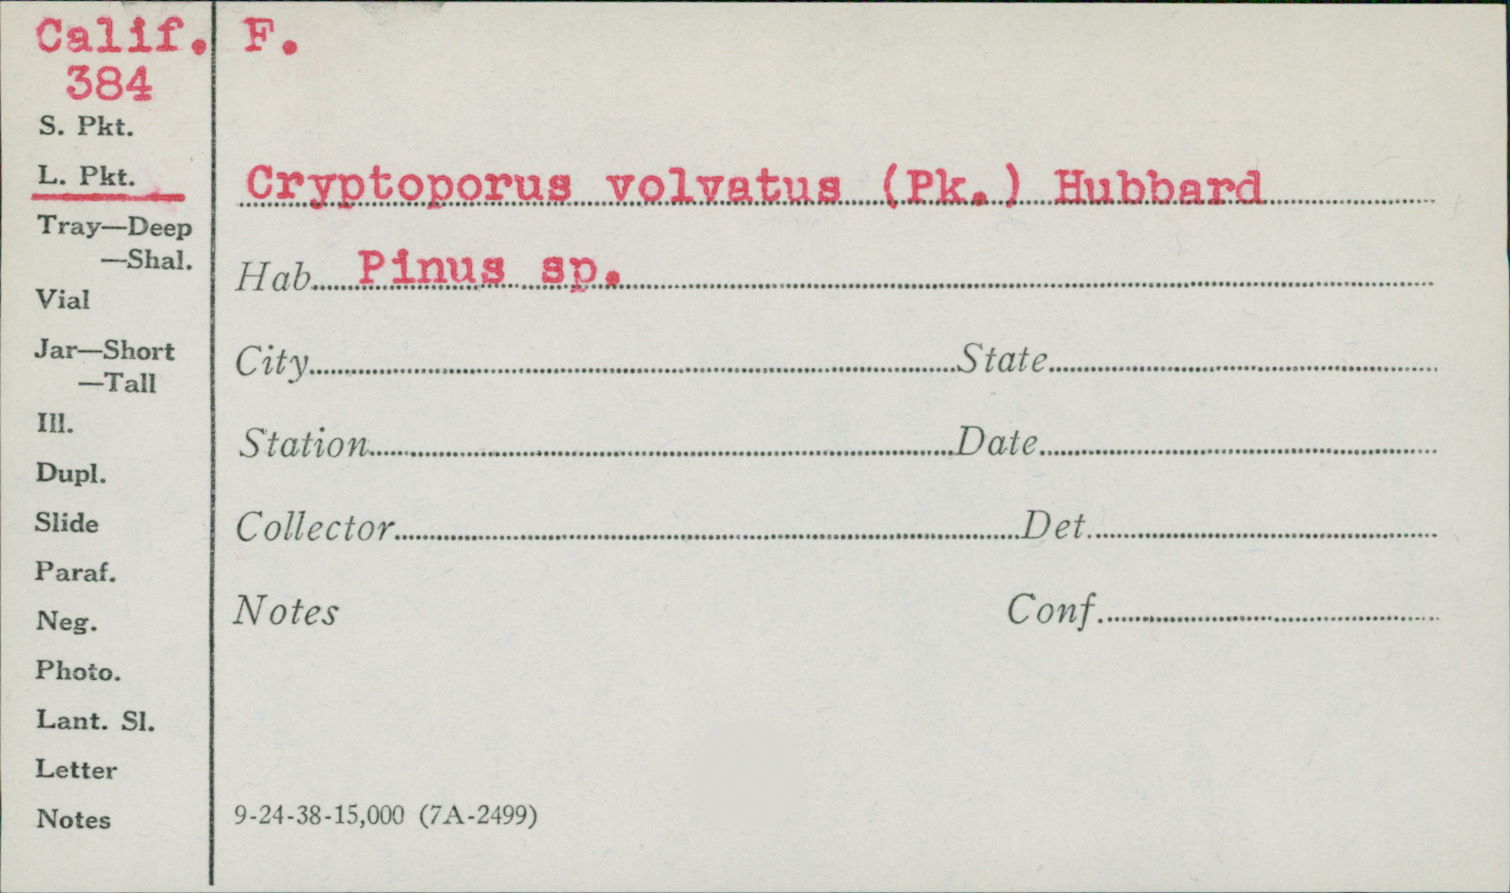 Calif. F.
384
S. Pkt.
L. Pkt.
Cryptoporus volvatus (Pk.) Hubbard
Tray—Deep
—Shal.
Hab. Pinus sp.
Vial
Jar—Short
—Tall
City State
Ill.
Station Date
Dupl.
Slide
Collector Det.
Paraf.
Neg.
Notes Conf.
Photo.
Lant. Sl.
Letter
Notes
9-24-38-15,000 (7A-2499)